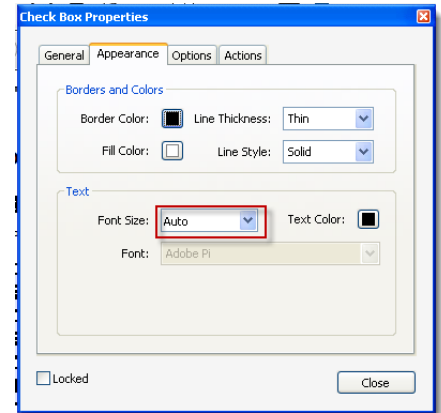 Check Box Properties
General Appearance Options Actions
Borders and Colors
Border Color: Line Thickness: Thin
Fill Color: Line Style: Solid
Text
Font Size: Auto Text Color:
Font: Adobe Pi
Locked
Close